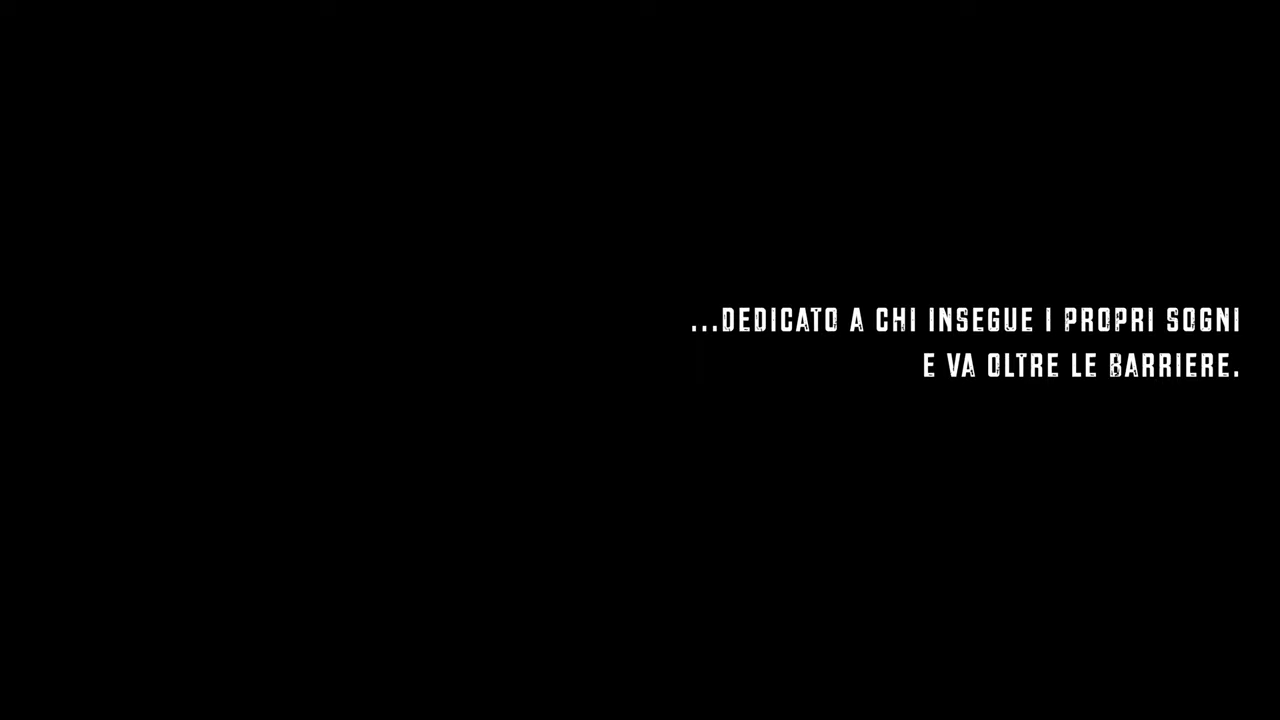 ...DEDICATO A CHI INSEGUE I PROPRI SOGNI
E VA OLTRE LE BARRIERE.